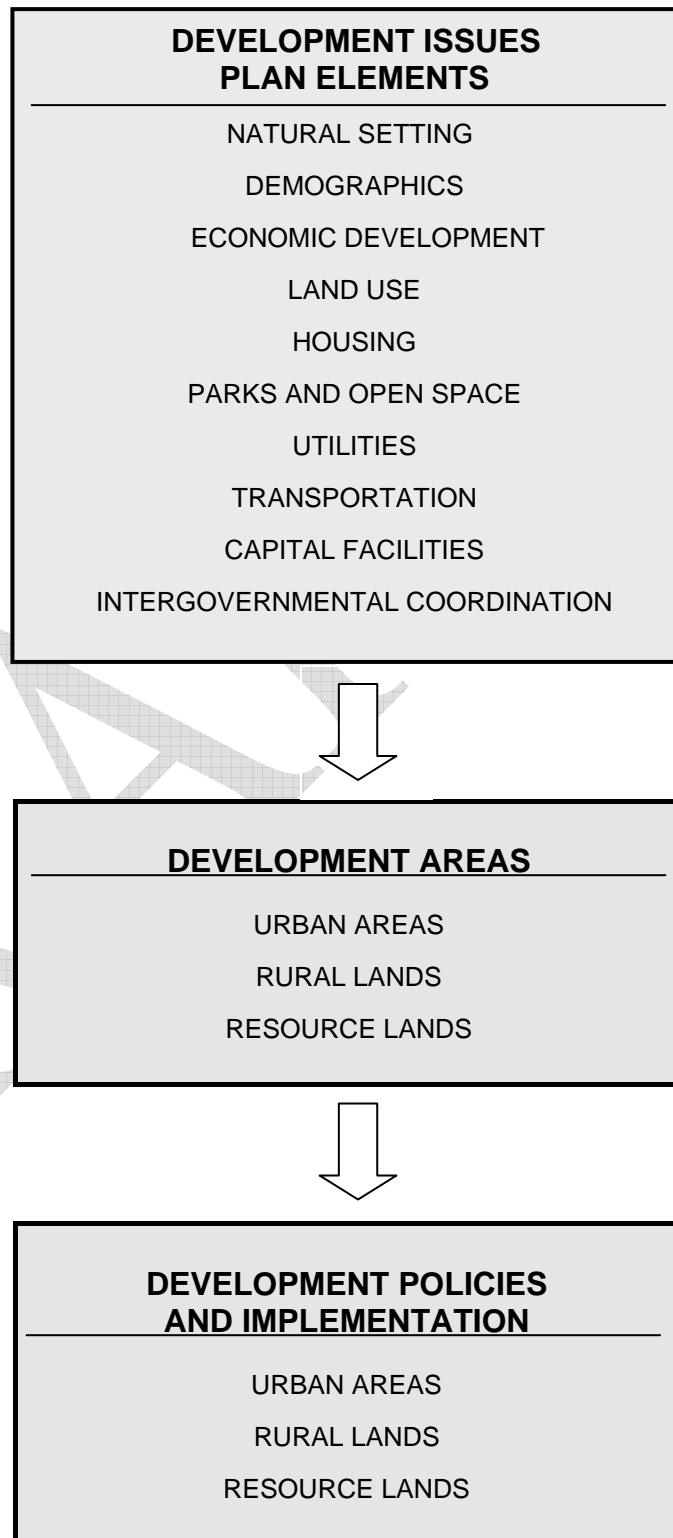 DEVELOPMENT ISSUES
PLAN ELEMENTS
NATURAL SETTING
DEMOGRAPHICS
ECONOMIC DEVELOPMENT
LAND USE
HOUSING
PARKS AND OPEN SPACE
UTILITIES
TRANSPORTATION
CAPITAL FACILITIES
INTERGOVERNMENTAL COORDINATION
DEVELOPMENT AREAS
URBAN AREAS
RURAL LANDS
RESOURCE LANDS
DEVELOPMENT POLICIES
AND IMPLEMENTATION
URBAN AREAS
RURAL LANDS
RESOURCE LANDS